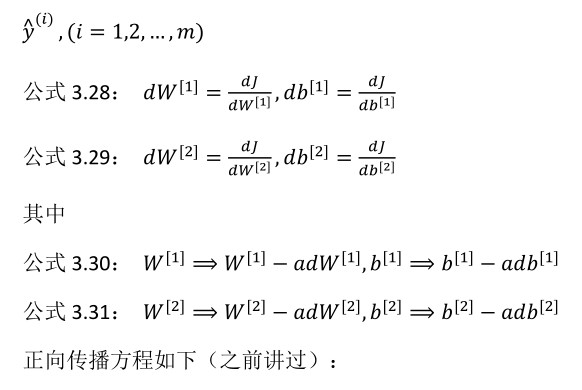 ŷ⁽ⁱ⁾,(i = 1,2, … , m)
公式 3.28： dW^[1] = dJ/dW^[1], db^[1] = dJ/db^[1]
公式 3.29： dW^[2] = dJ/dW^[2], db^[2] = dJ/db^[2]
其中
公式 3.30： W^[1] ⟹ W^[1] − adW^[1], b^[1] ⟹ b^[1] − adb^[1]
公式 3.31： W^[2] ⟹ W^[2] − adW^[2], b^[2] ⟹ b^[2] − adb^[2]
正向传播方程如下（之前讲过）：